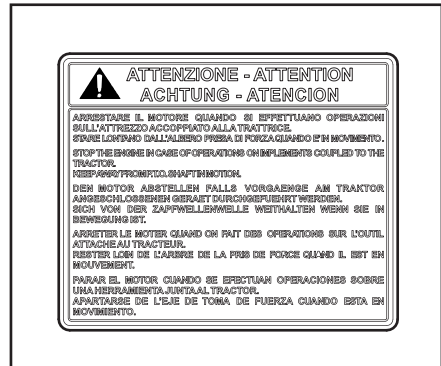 ATTENZIONE - ATTENTION
ACHTUNG - ATENCION
ARRESTARE IL MOTORE QUANDO SI EFFETTUANO OPERAZIONI
SULL'ATTREZZO ACCOPPIATO ALLA TRATTRICE.
STARE LONTANO DALL'ALBERO PRESA DI FORZA QUANDO E' IN MOVIMENTO.
STOP THE ENGINE IN CASE OF OPERATIONS ON IMPLEMENTS COUPLED TO THE
TRACTOR.
KEEP AWAY FROM P.T.O. SHAFT IN MOTION.
DEN MOTOR ABSTELLEN FALLS VORGAENGE AM TRAKTOR
ANGESCHLOSSENEN GERAET DURCHGEFUEHRT WERDEN.
SICH VON DER ZAPFWELLENWELLE WEITHALTEN WENN SIE IN
BEWEGUNG IST.
ARRETER LE MOTER QUAND ON FAIT DES OPERATIONS SUR L'OUTIL
ATTACHE AU TRACTEUR.
RESTER LOIN DE L'ARBRE DE LA PRIS DE FORCE QUAND IL EST EN
MOUVEMENT.
PARAR EL MOTOR CUANDO SE EFECTUAN OPERACIONES SOBRE
UNA HERRAMIENTA JUNTA AL TRACTOR.
APARTARSE DE L'EJE DE TOMA DE FUERZA CUANDO ESTA EN
MOVIMIENTO.